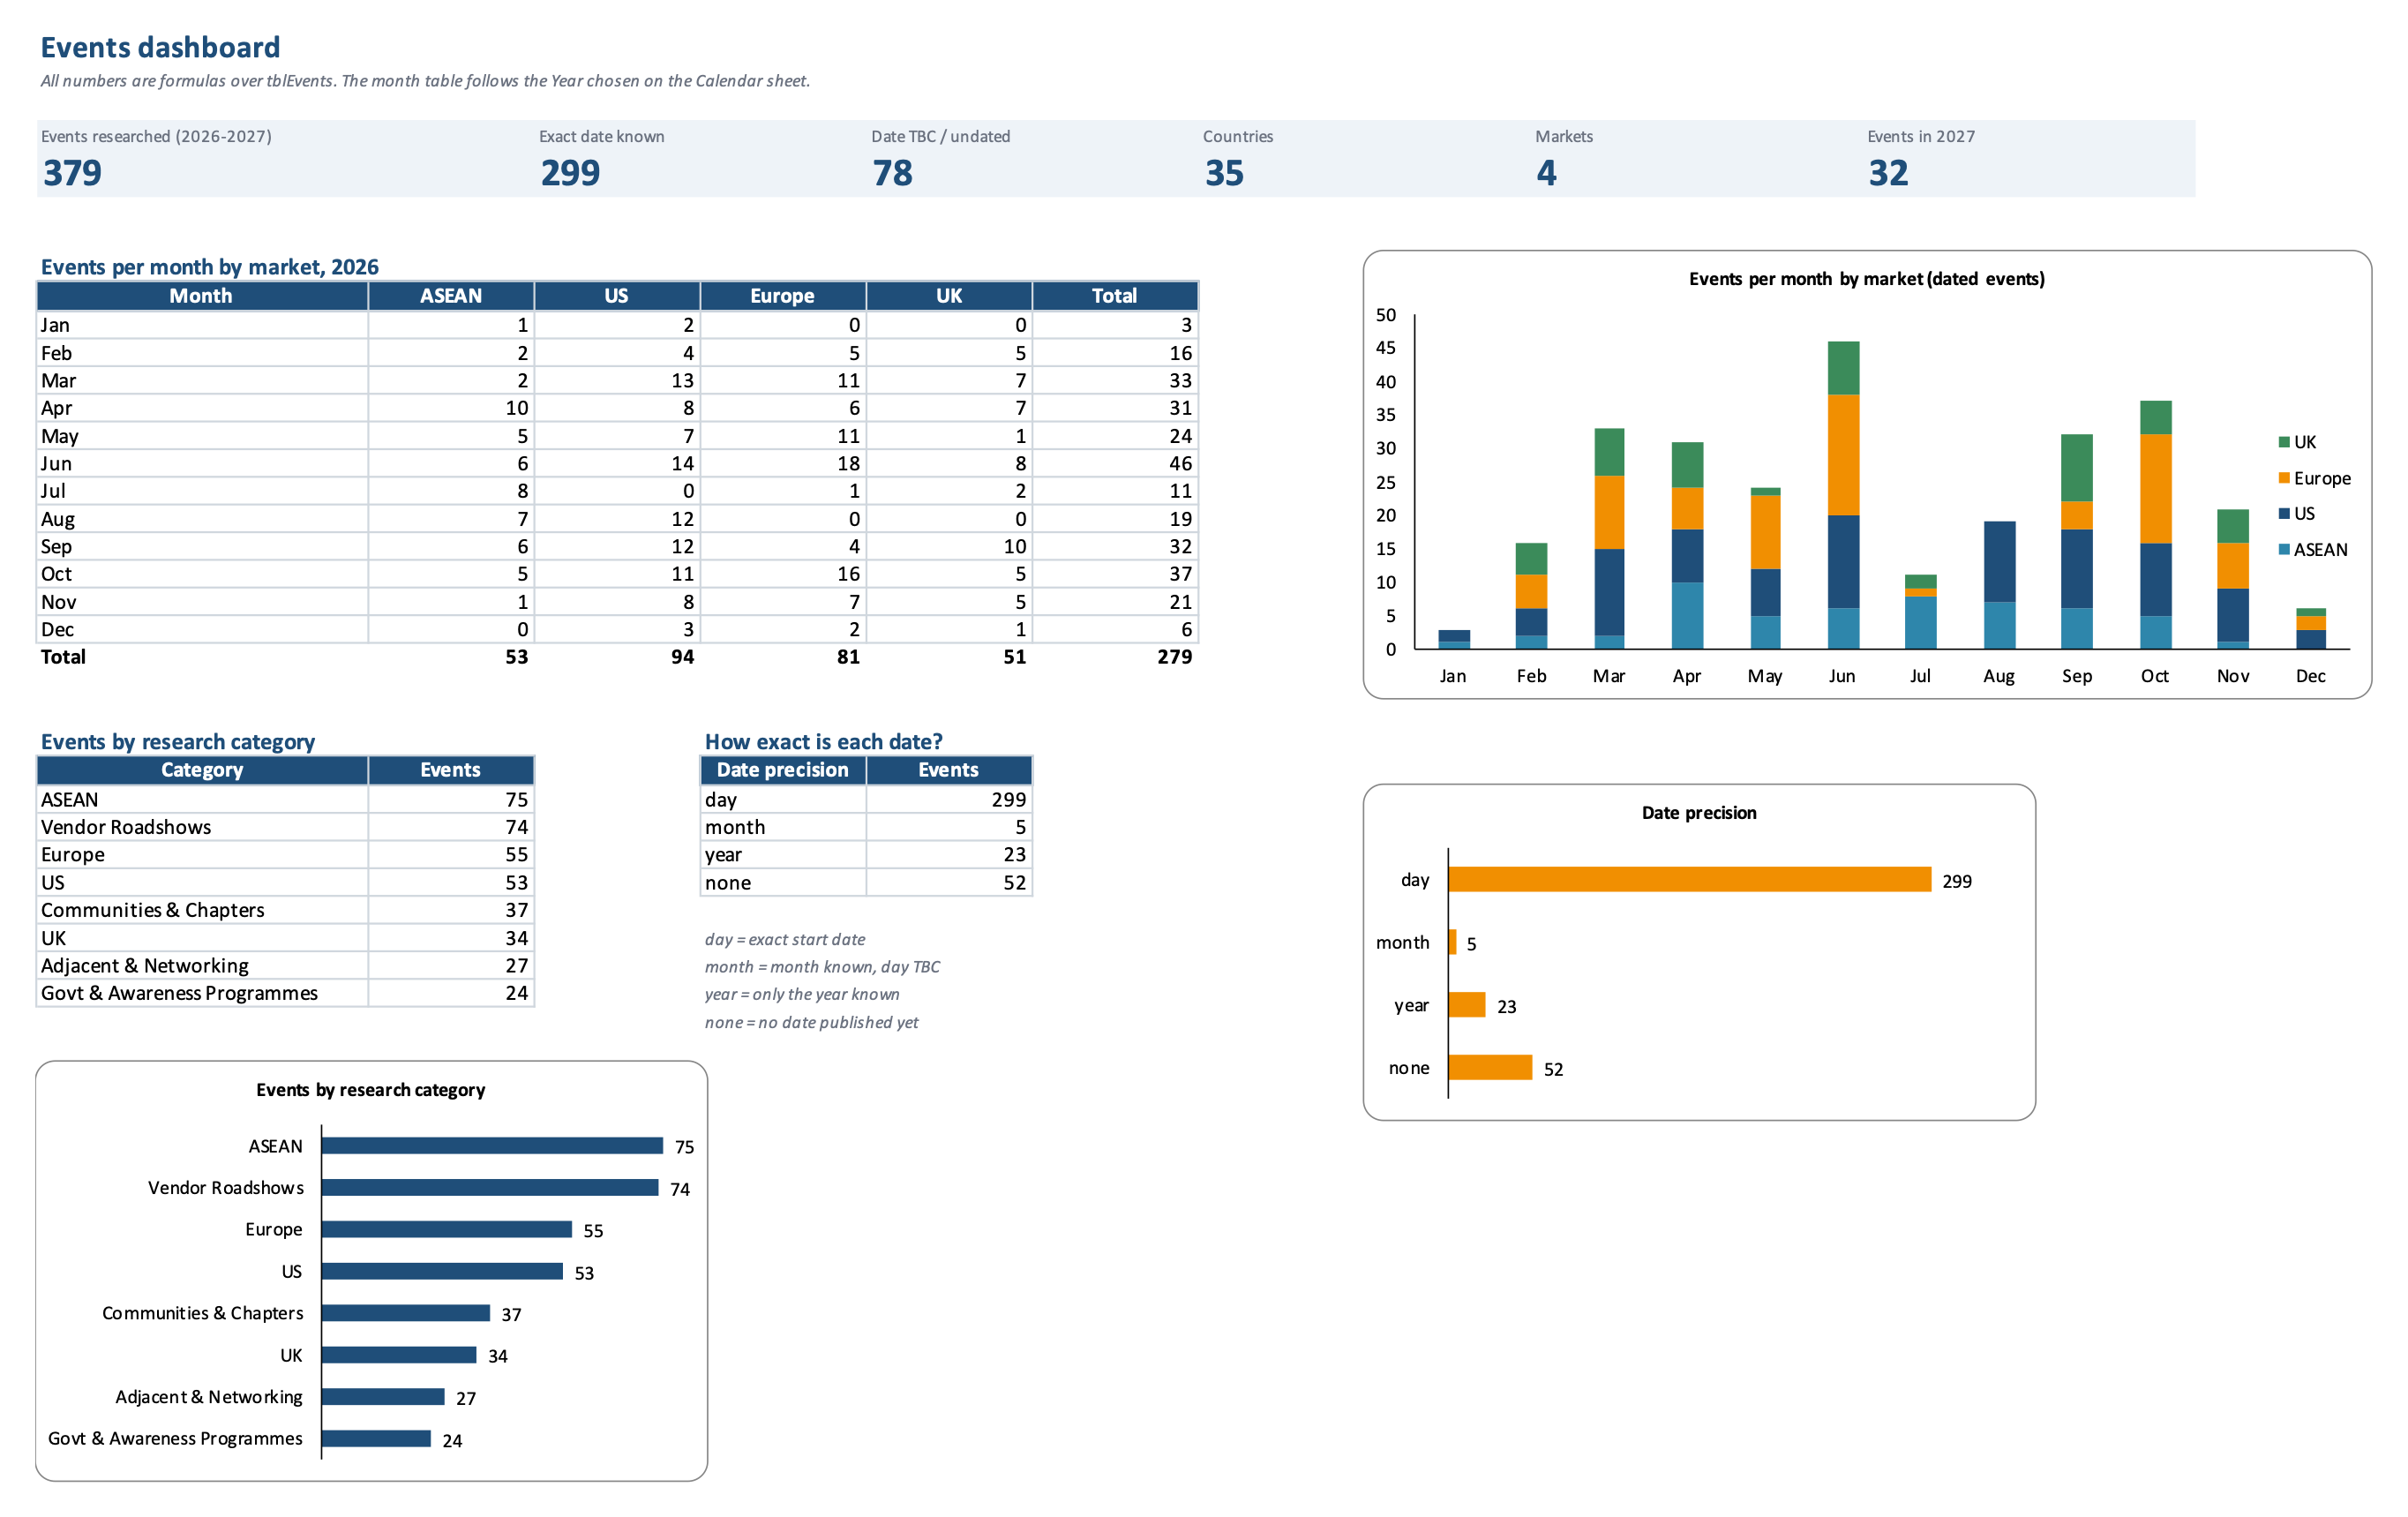 Events dashboard
All numbers are formulas over tblEvents. The month table follows the Year chosen on the Calendar sheet.
Events researched (2026-2027) Exact date known Date TBC / undated Countries Markets Events in 2027
379 299 78 35 4 32
Events per month by market, 2026
Month ASEAN US Europe UK Total
Jan 1 2 0 0 3
Feb 2 4 5 5 16
Mar 2 13 11 7 33
Apr 10 8 6 7 31
May 5 7 11 1 24
Jun 6 14 18 8 46
Jul 8 0 1 2 11
Aug 7 12 0 0 19
Sep 6 12 4 10 32
Oct 5 11 16 5 37
Nov 1 8 7 5 21
Dec 0 3 2 1 6
Total 53 94 81 51 279
Events per month by market (dated events)
50
45
40
35
30
25
20
15
10
5
0
Jan Feb Mar Apr May Jun Jul Aug Sep Oct Nov Dec
UK
Europe
US
ASEAN
Events by research category
Category Events
ASEAN 75
Vendor Roadshows 74
Europe 55
US 53
Communities & Chapters 37
UK 34
Adjacent & Networking 27
Govt & Awareness Programmes 24
How exact is each date?
Date precision Events
day 299
month 5
year 23
none 52
day = exact start date
month = month known, day TBC
year = only the year known
none = no date published yet
Date precision
day 299
month 5
year 23
none 52
Events by research category
ASEAN 75
Vendor Roadshows 74
Europe 55
US 53
Communities & Chapters 37
UK 34
Adjacent & Networking 27
Govt & Awareness Programmes 24